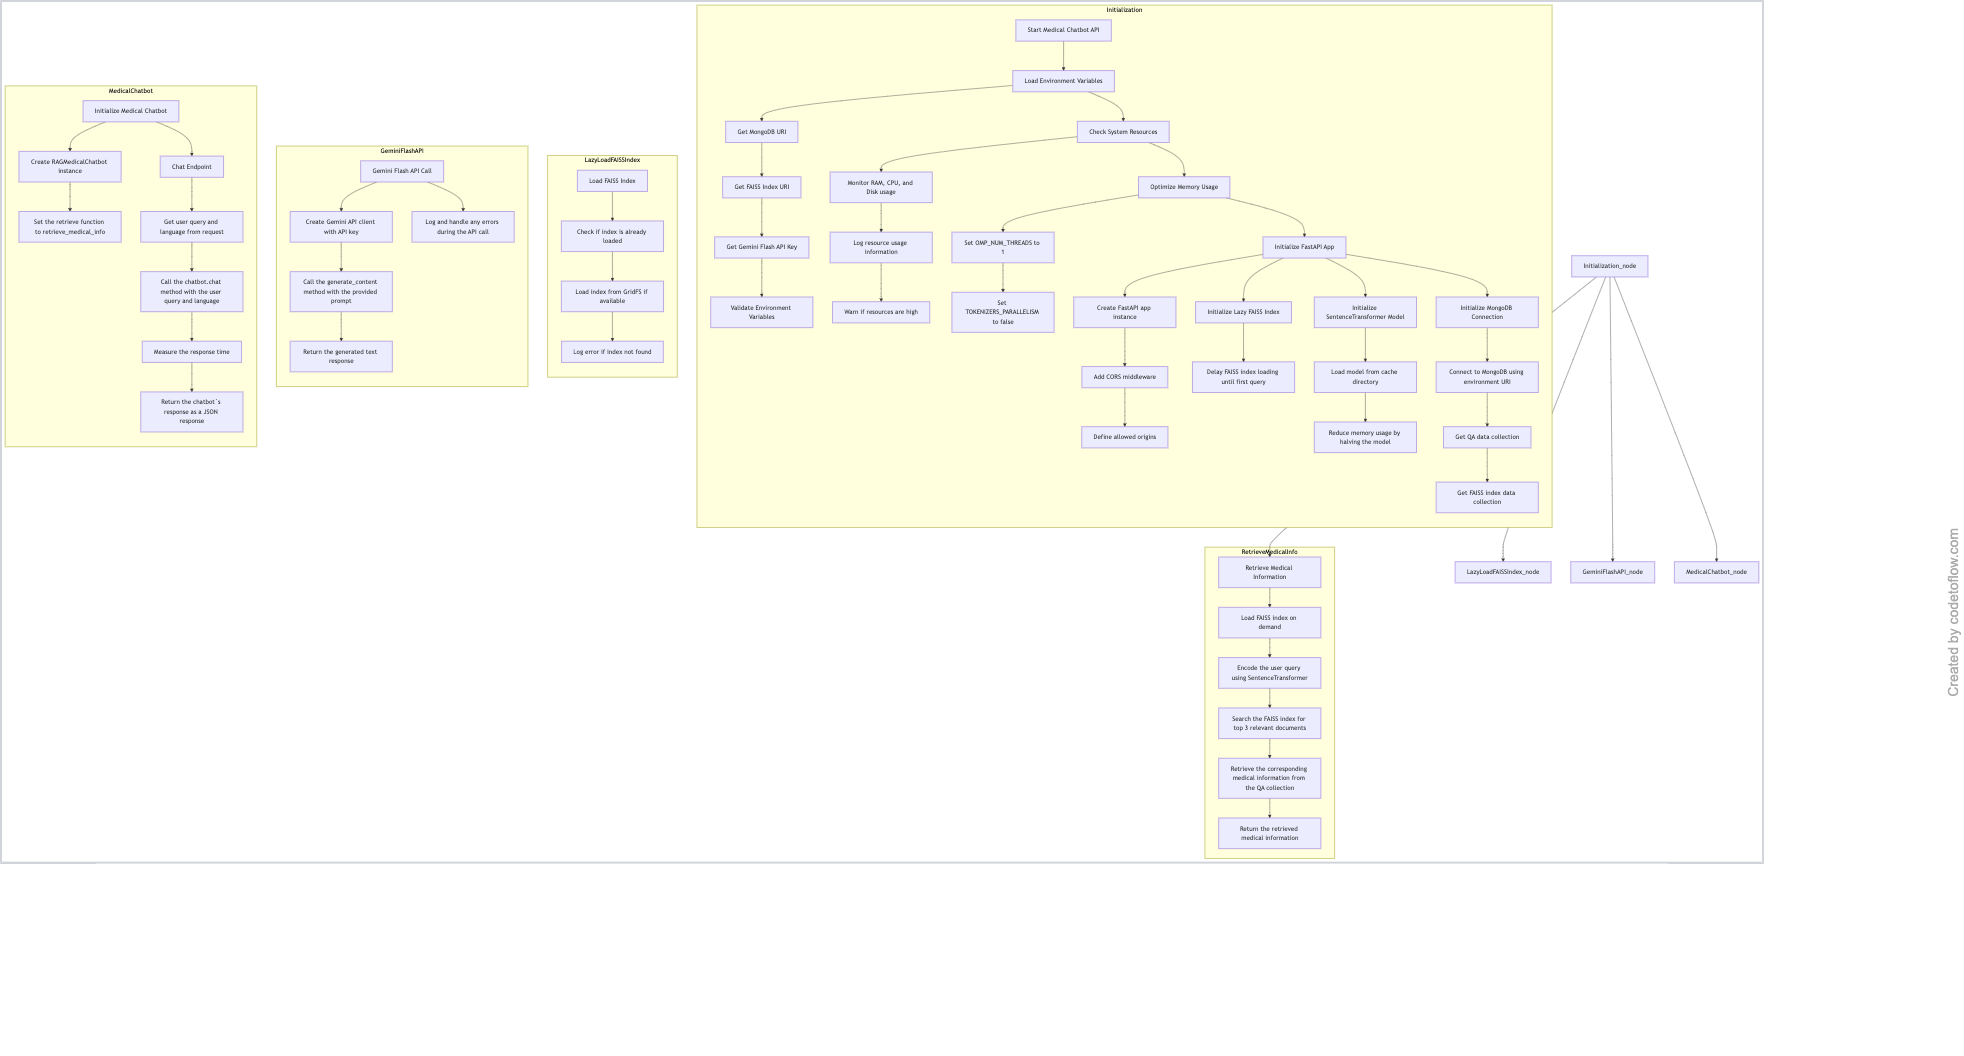 MedicalChatbot
Initialize Medical Chatbot
Create RAGMedicalChatbot
instance
Chat Endpoint
Set the retrieve function
to retrieve_medical_info
Get user query and
language from request
Call the chatbot.chat
method with the user
query and language
Measure the response time
Return the chatbot`s
response as a JSON
response
GeminiFlashAPI
Gemini Flash API Call
Create Gemini API client
with API key
Log and handle any errors
during the API call
Call the generate_content
method with the provided
prompt
Return the generated text
response
LazyLoadFAISSIndex
Load FAISS Index
Check if index is already
loaded
Load index from GridFS if
available
Log error if index not found
Initialization
Start Medical Chatbot API
Load Environment Variables
Get MongoDB URI
Check System Resources
Get FAISS Index URI
Monitor RAM, CPU, and
Disk usage
Optimize Memory Usage
Get Gemini Flash API Key
Log resource usage
information
Set OMP_NUM_THREADS to
1
Initialize FastAPI App
Validate Environment
Variables
Warn if resources are high
Set
TOKENIZERS_PARALLELISM
to false
Create FastAPI app
instance
Initialize Lazy FAISS Index
Initialize
SentenceTransformer Model
Initialize MongoDB
Connection
Add CORS middleware
Delay FAISS index loading
until first query
Load model from cache
directory
Connect to MongoDB using
environment URI
Define allowed origins
Reduce memory usage by
halving the model
Get QA data collection
Get FAISS index data
collection
Initialization_node
LazyLoadFAISSIndex_node
GeminiFlashAPI_node
MedicalChatbot_node
RetrieveMedicalInfo
Retrieve Medical
Information
Load FAISS index on
demand
Encode the user query
using SentenceTransformer
Search the FAISS index for
top 3 relevant documents
Retrieve the corresponding
medical information from
the QA collection
Return the retrieved
medical information
Created by codetoflow.com